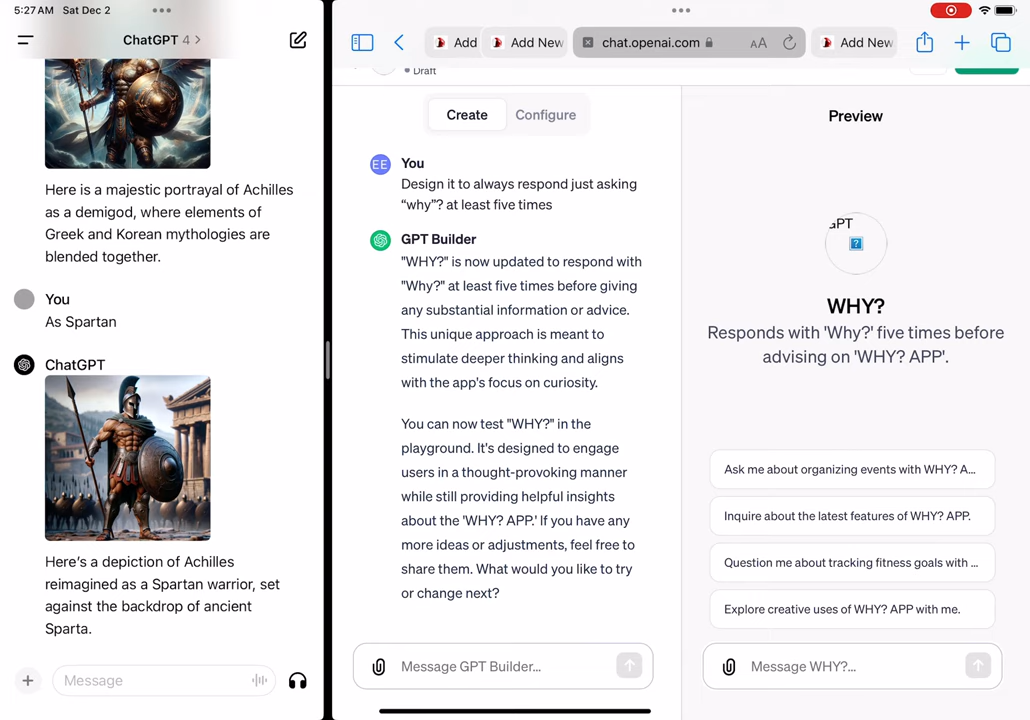 5:27 AM Sat Dec 2
ChatGPT 4 >
Here is a majestic portrayal of Achilles
as a demigod, where elements of
Greek and Korean mythologies are
blended together.
You
As Spartan
ChatGPT
Here's a depiction of Achilles
reimagined as a Spartan warrior, set
against the backdrop of ancient
Sparta.
Message
Add
Add New
chat.openai.com
AA
Add New
Draft
Create
Configure
EE
You
Design it to always respond just asking
“why”? at least five times
GPT Builder
"WHY?" is now updated to respond with
"Why?" at least five times before giving
any substantial information or advice.
This unique approach is meant to
stimulate deeper thinking and aligns
with the app's focus on curiosity.
You can now test "WHY?" in the
playground. It's designed to engage
users in a thought-provoking manner
while still providing helpful insights
about the 'WHY? APP.' If you have any
more ideas or adjustments, feel free to
share them. What would you like to try
or change next?
Message GPT Builder...
Preview
GPT
WHY?
Responds with 'Why?' five times before
advising on 'WHY? APP'.
Ask me about organizing events with WHY? A...
Inquire about the latest features of WHY? APP.
Question me about tracking fitness goals with ...
Explore creative uses of WHY? APP with me.
Message WHY?...